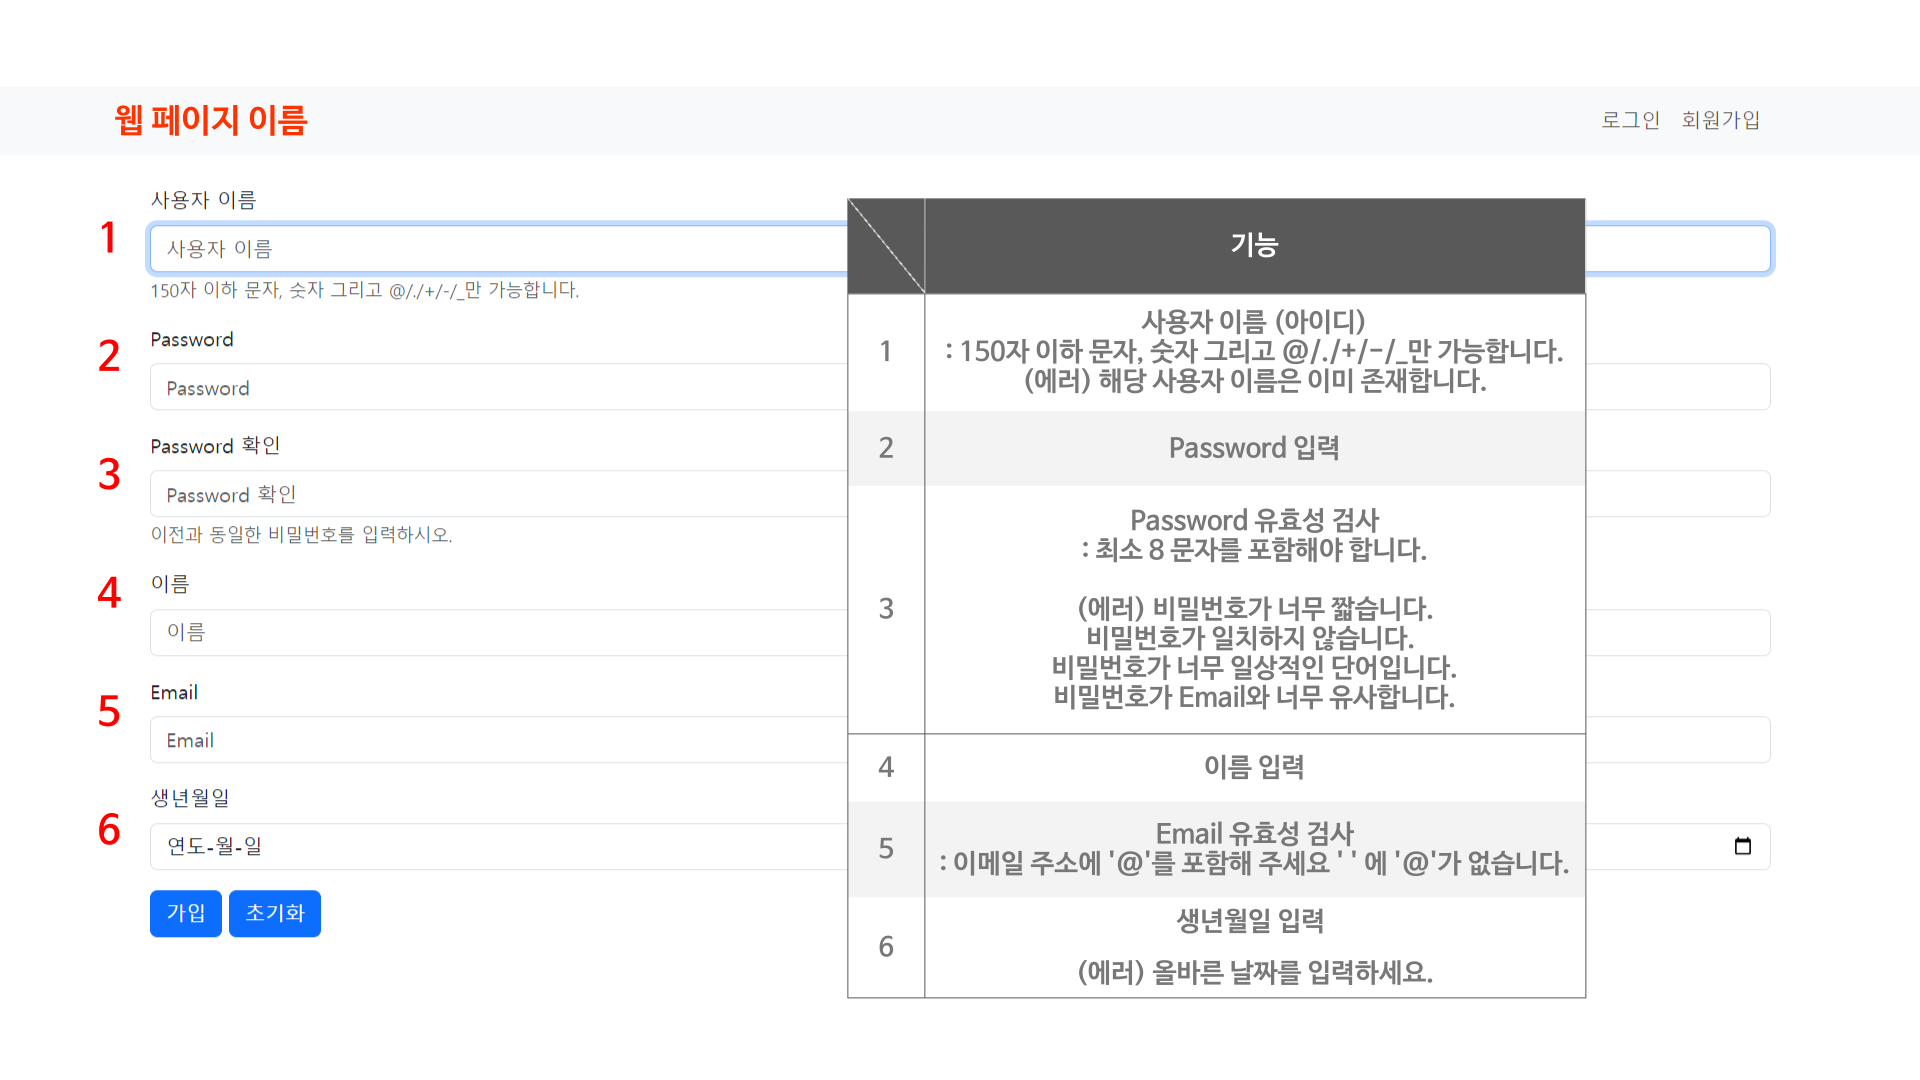 웹 페이지 이름
로그인 회원가입
사용자 이름
1
사용자 이름
150자 이하 문자, 숫자 그리고 @/./+/-/_만 가능합니다.
2
Password
Password
3
Password 확인
Password 확인
이전과 동일한 비밀번호를 입력하시오.
4
이름
이름
5
Email
Email
6
생년월일
연도-월-일
가입 초기화
기능
1
사용자 이름 (아이디)
: 150자 이하 문자, 숫자 그리고 @/./+/-/_만 가능합니다.
(에러) 해당 사용자 이름은 이미 존재합니다.
2
Password 입력
3
Password 유효성 검사
: 최소 8 문자를 포함해야 합니다.
(에러) 비밀번호가 너무 짧습니다.
비밀번호가 일치하지 않습니다.
비밀번호가 너무 일상적인 단어입니다.
비밀번호가 Email와 너무 유사합니다.
4
이름 입력
5
Email 유효성 검사
: 이메일 주소에 '@'를 포함해 주세요 ' ' 에 '@'가 없습니다.
6
생년월일 입력
(에러) 올바른 날짜를 입력하세요.